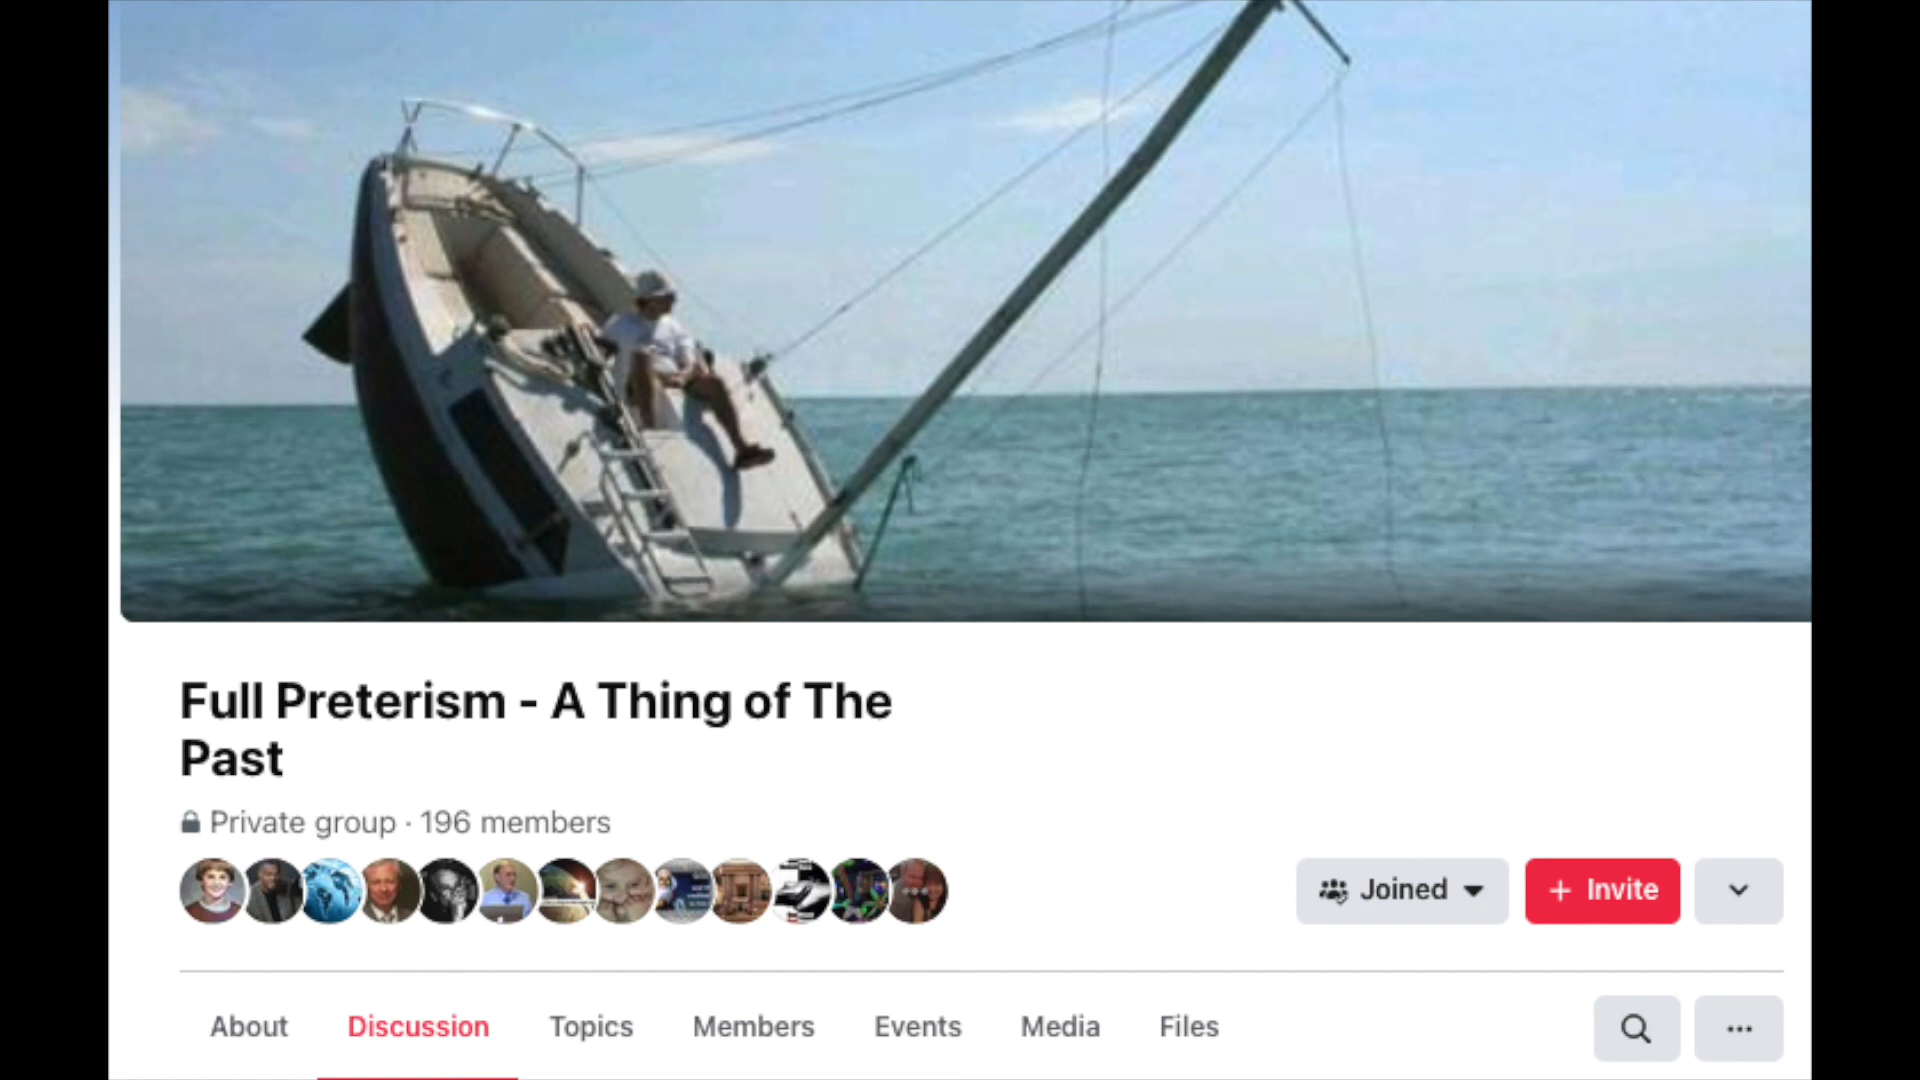 Full Preterism - A Thing of The
Past
Private group · 196 members
Joined
+ Invite
About Discussion Topics Members Events Media Files